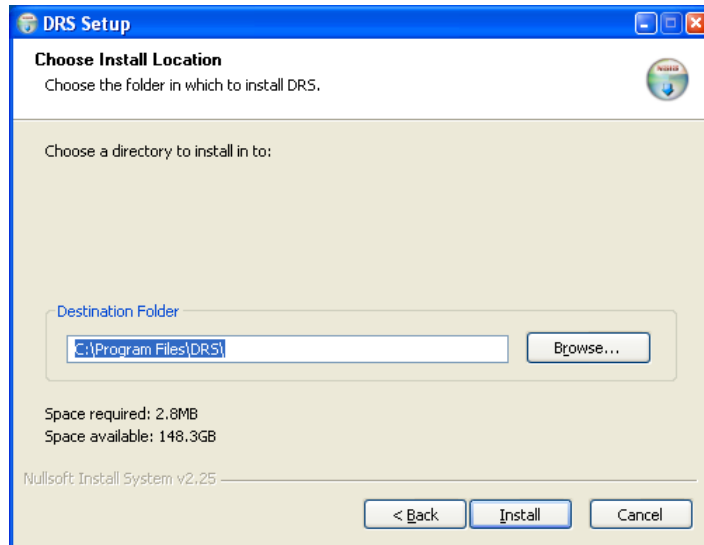 DRS Setup
Choose Install Location
Choose the folder in which to install DRS.
Choose a directory to install in to:
Destination Folder
C:\Program Files\DRS\
Browse...
Space required: 2.8MB
Space available: 148.3GB
Nullsoft Install System v2.25
< Back
Install
Cancel